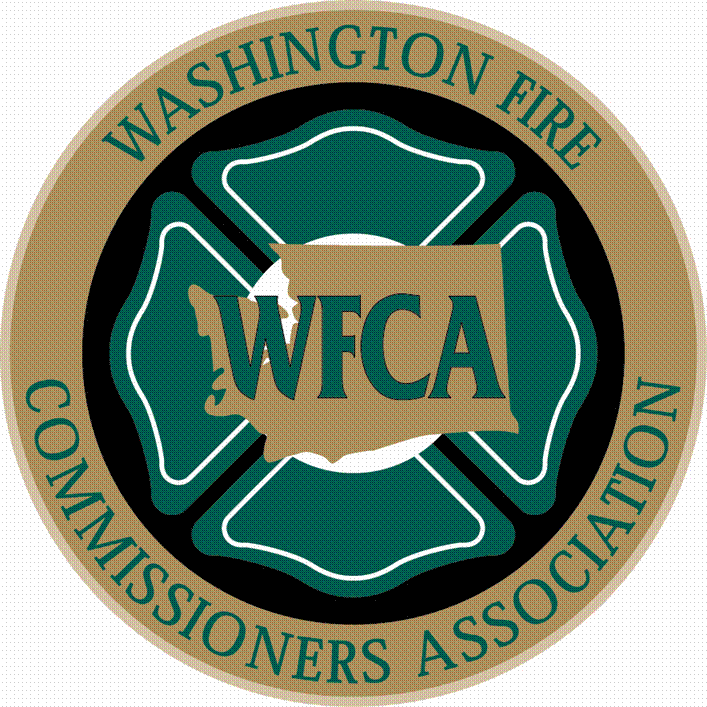 WASHINGTON FIRE
WFCA
COMMISSIONERS ASSOCIATION